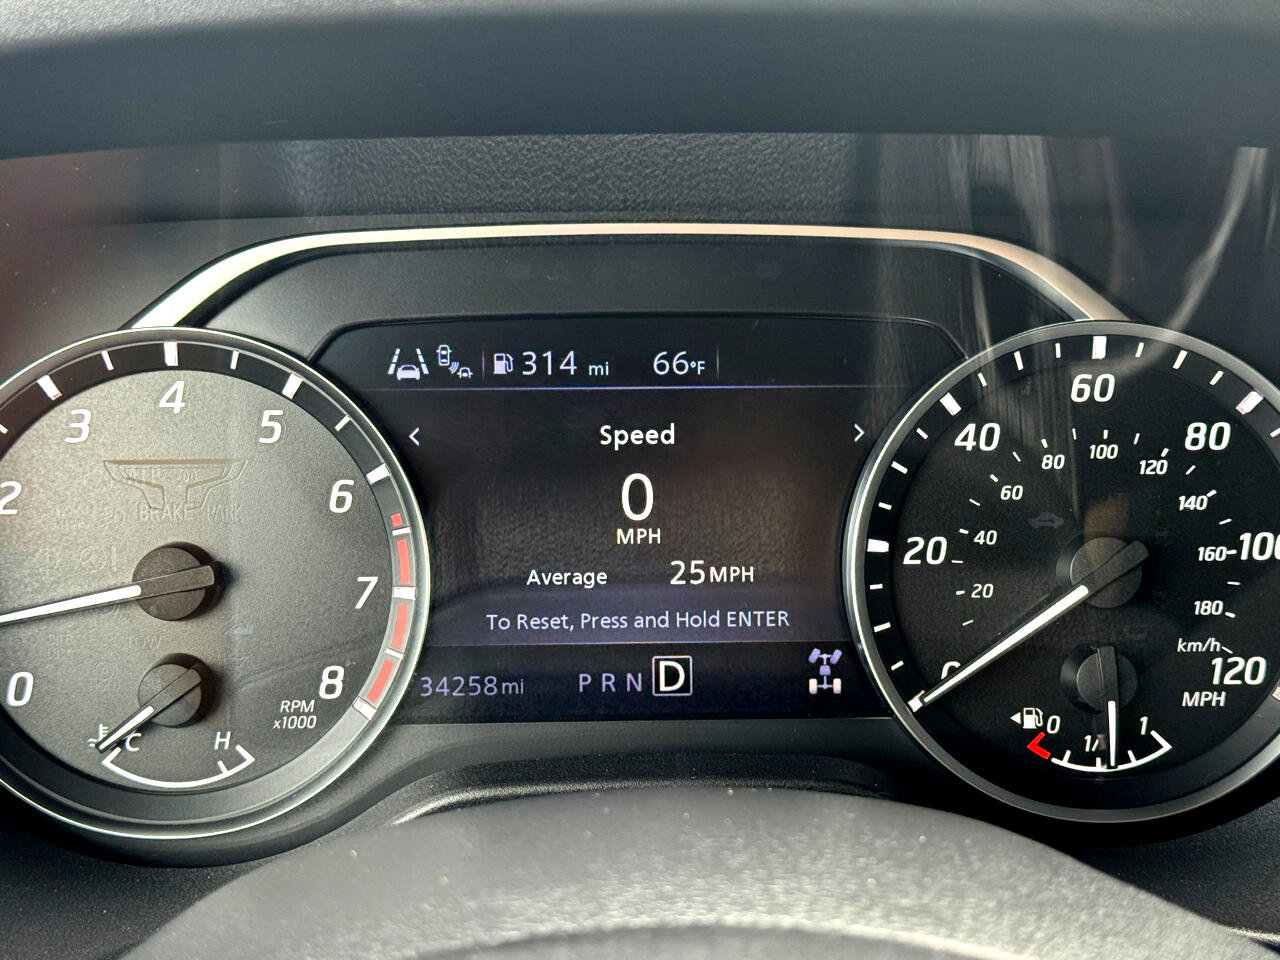 314 mi 66°F
< Speed >
0
MPH
Average 25 MPH
To Reset, Press and Hold ENTER
34258 mi P R N D
0 2 3 4 5 6 7 8
RPM
x1000
C H
BRAKE PARK
0 20 40 60 80 100 120
MPH
20 40 60 80 100 120 140 160 180
km/h
0 1